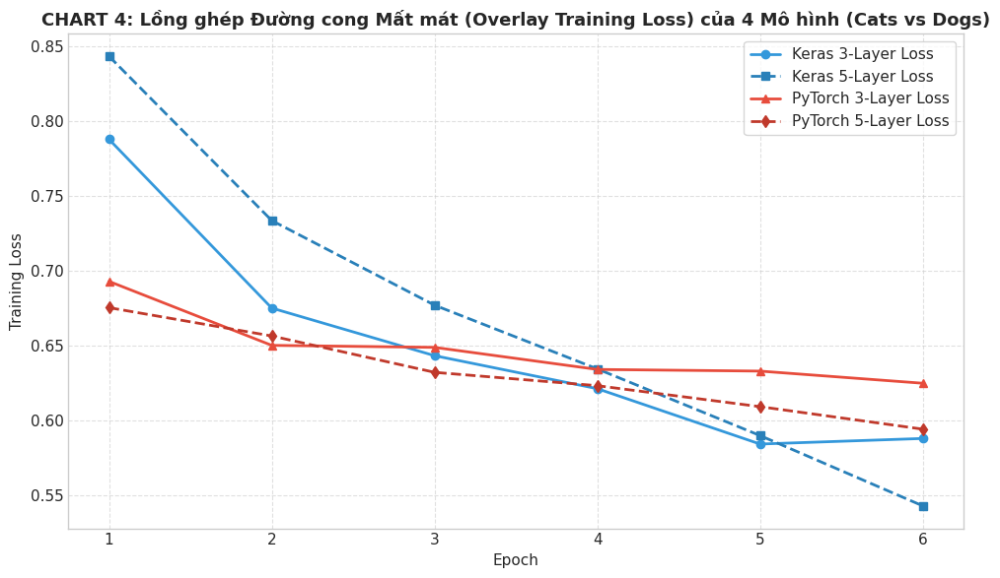 CHART 4: Lồng ghép Đường cong Mất mát (Overlay Training Loss) của 4 Mô hình (Cats vs Dogs)
Keras 3-Layer Loss
Keras 5-Layer Loss
PyTorch 3-Layer Loss
PyTorch 5-Layer Loss
Training Loss
0.85
0.80
0.75
0.70
0.65
0.60
0.55
1 2 3 4 5 6
Epoch